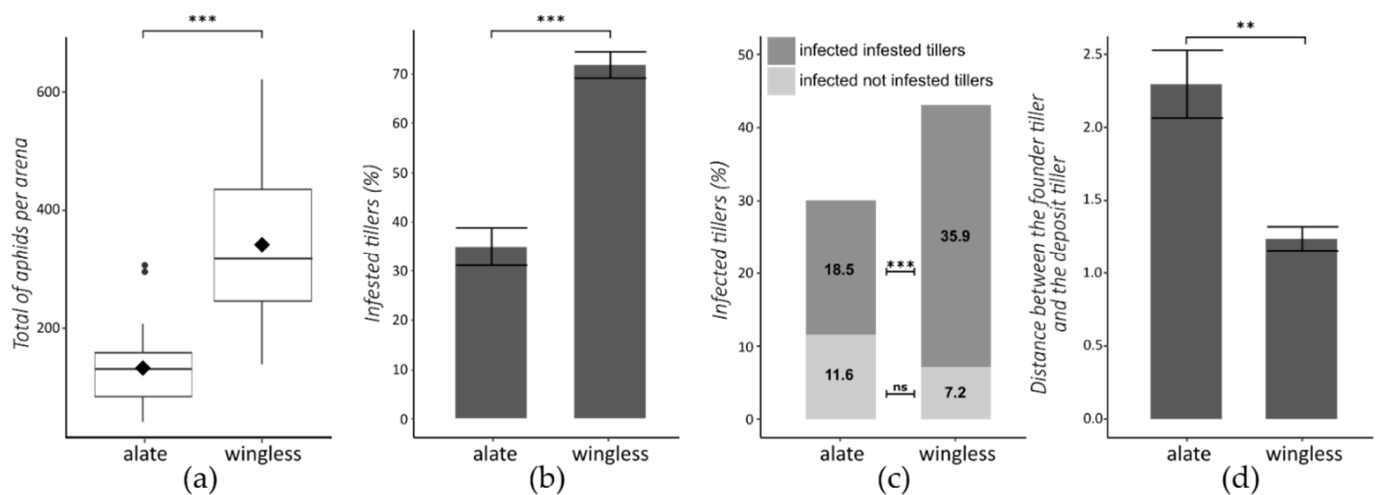 ***
Total of aphids per arena
600
400
200
alate
wingless
(a)
***
Infested tillers (%)
70
60
50
40
30
20
10
0
alate
wingless
(b)
infected infested tillers
infected not infested tillers
Infected tillers (%)
50
40
30
20
10
0
18.5
11.6
***
ns
35.9
7.2
alate
wingless
(c)
**
Distance between the founder tiller
and the deposit tiller
2.5
2.0
1.5
1.0
0.5
0.0
alate
wingless
(d)